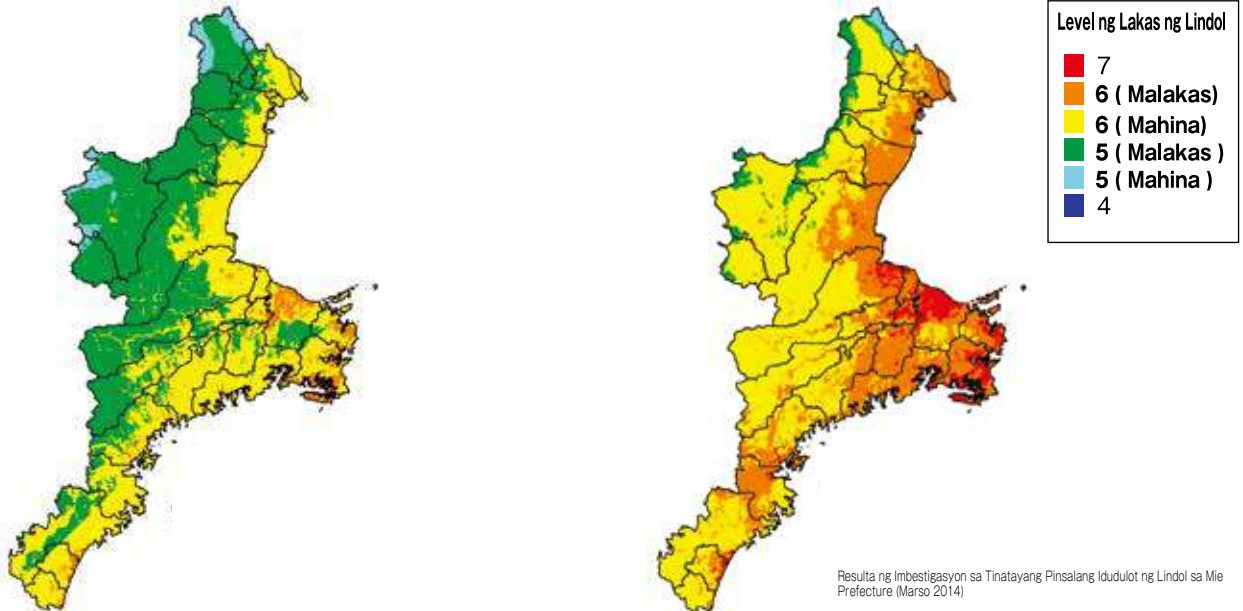 Level ng Lakas ng Lindol
7
6 ( Malakas)
6 (Mahina)
5 ( Malakas )
5 ( Mahina )
4
Resulta ng Imbestigasyon sa Tinatayang Pinsalang Idudulot ng Lindol sa Mie
Prefecture (Marso 2014)